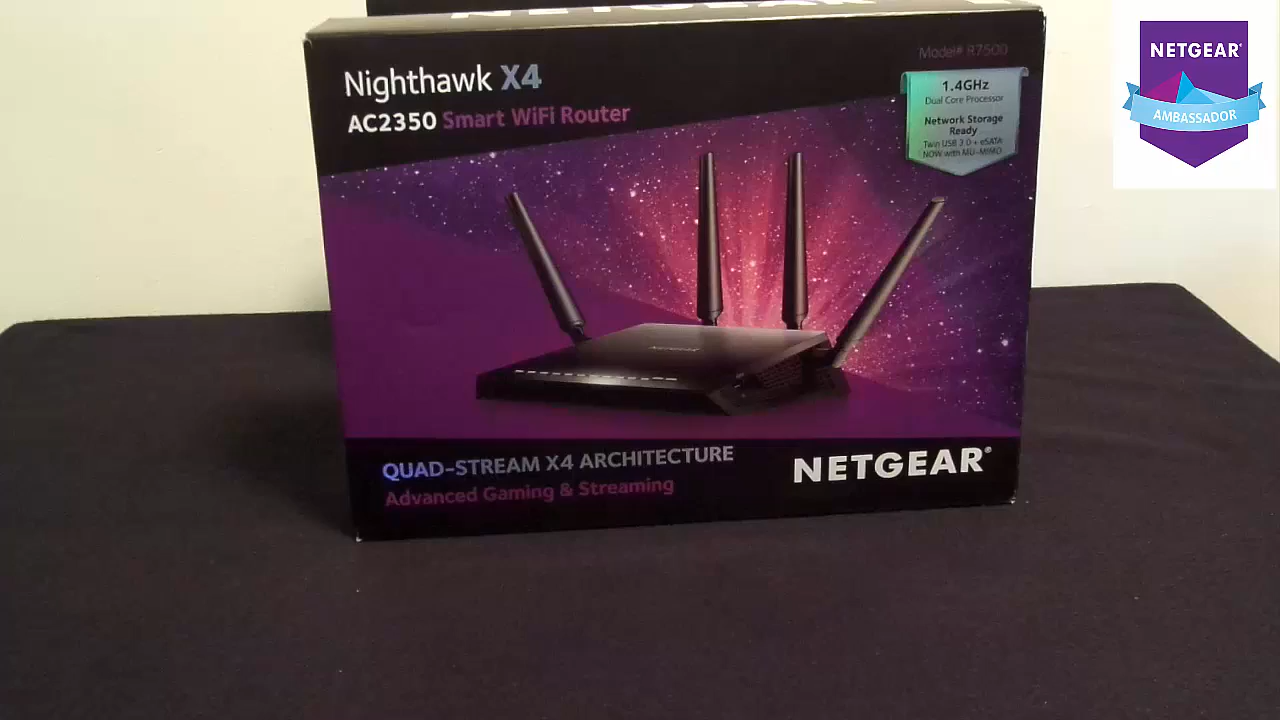 NETGEAR
Nighthawk X4
AC2350 Smart WiFi Router
Model# R7500
1.4GHz
Dual Core Processor
Network Storage
Ready
Twin USB 3.0 + eSATA
NOW with MU-MIMO
NETGEAR
QUAD-STREAM X4 ARCHITECTURE
Advanced Gaming & Streaming
NETGEAR®
NETGEAR®
AMBASSADOR